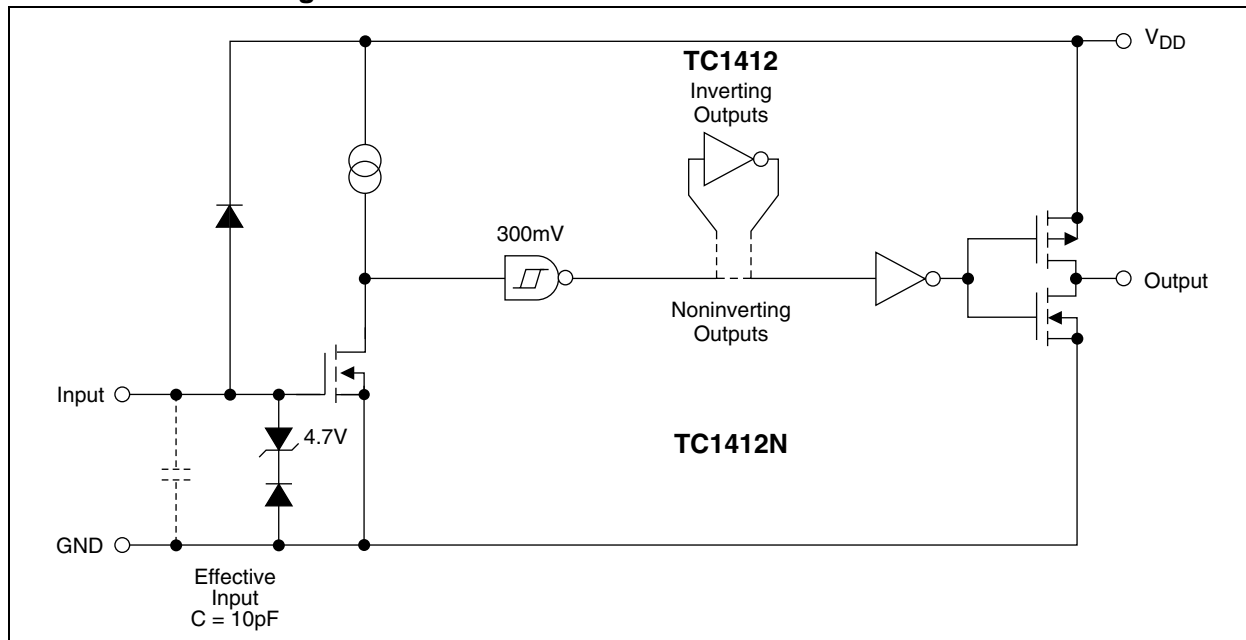 V_DD
TC1412
Inverting
Outputs
300mV
Output
Noninverting
Outputs
Input
4.7V
TC1412N
GND
Effective
Input
C = 10pF